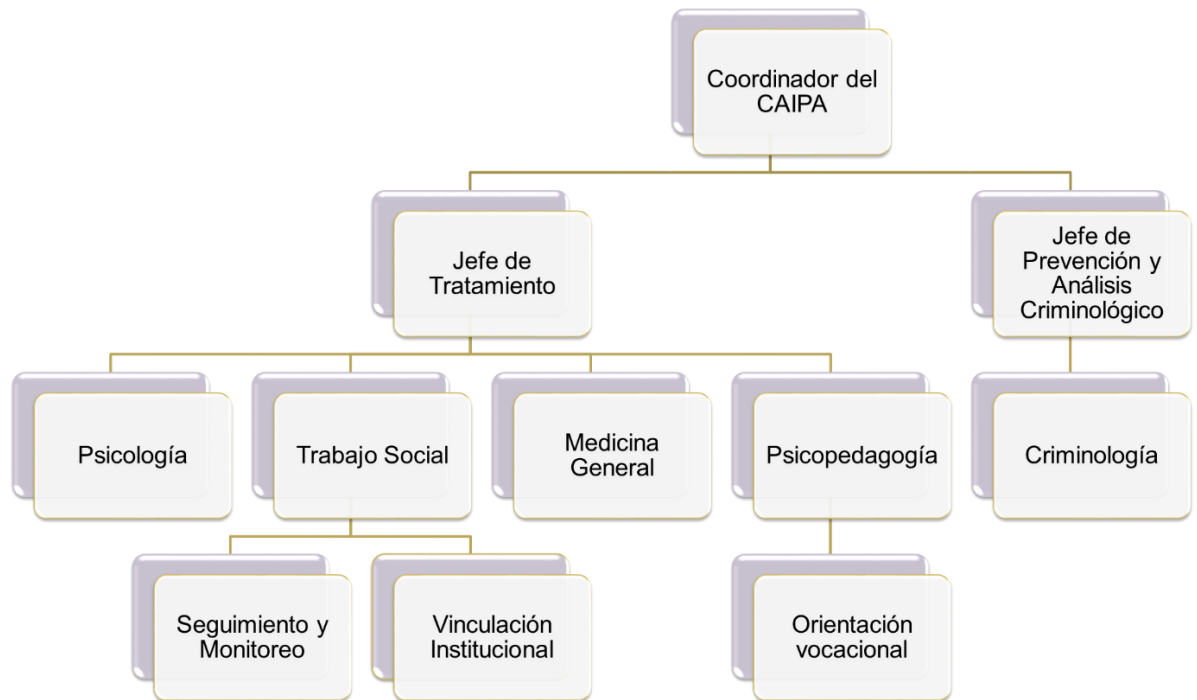 Coordinador del
CAIPA
Jefe de
Tratamiento
Jefe de
Prevención y
Análisis
Criminológico
Psicología
Trabajo Social
Medicina
General
Psicopedagogía
Criminología
Seguimiento y
Monitoreo
Vinculación
Institucional
Orientación
vocacional